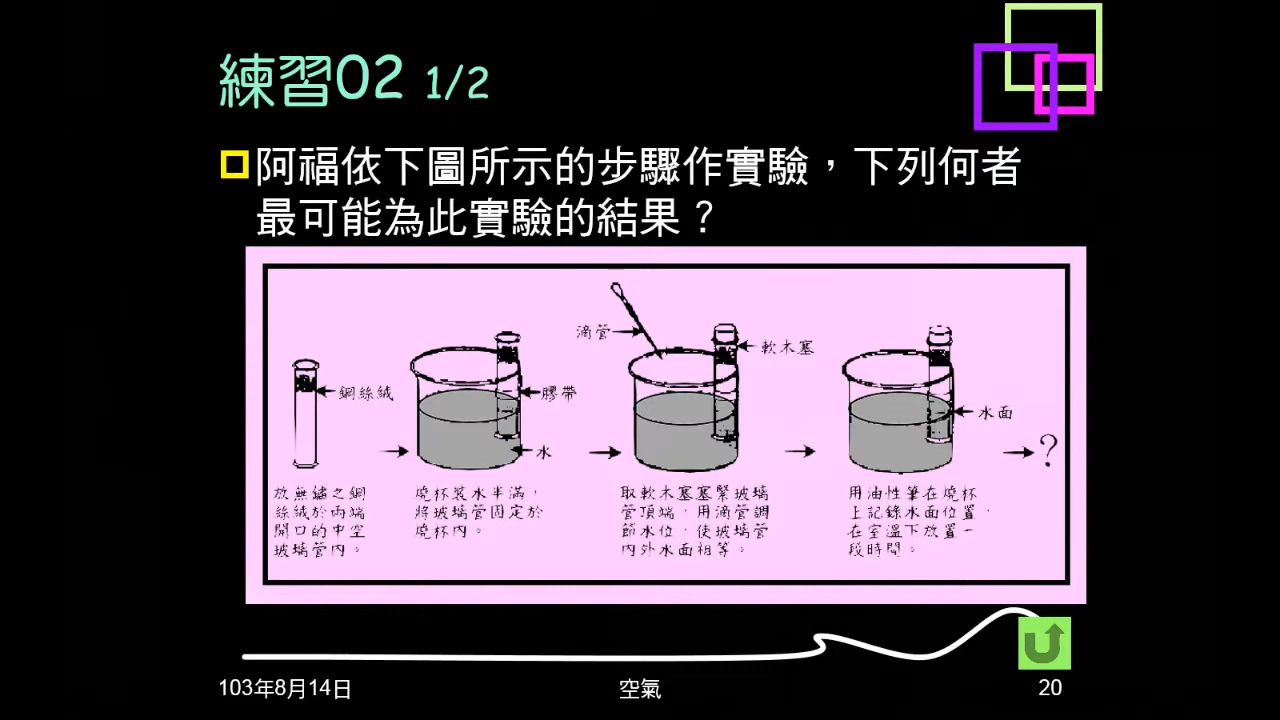 練習02 1/2
阿福依下圖所示的步驟作實驗，下列何者
最可能為此實驗的結果？
滴管
軟木塞
鋼絲絨
膠帶
水面
水
?
放無鏽之鋼
絲絨於兩端
開口的中空
玻璃管內。
燒杯裝水半滿，
將玻璃管固定於
燒杯內。
取軟木塞塞緊玻璃
管頂端，用滴管調
節水位，使玻璃管
內外水面相等。
用油性筆在燒杯
上記錄水面位置，
在室溫下放置一
段時間。
103年8月14日
空氣
20